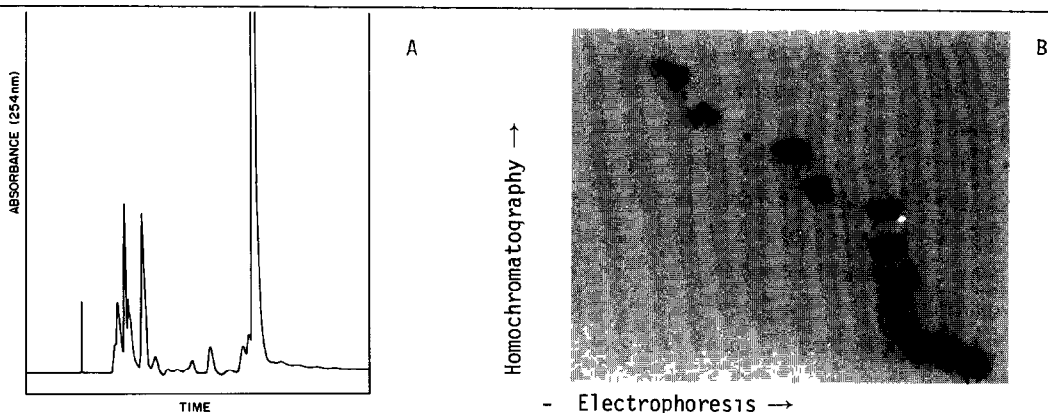 A
B
ABSORBANCE (254nm)
TIME
Homochromatography →
- Electrophoresis →